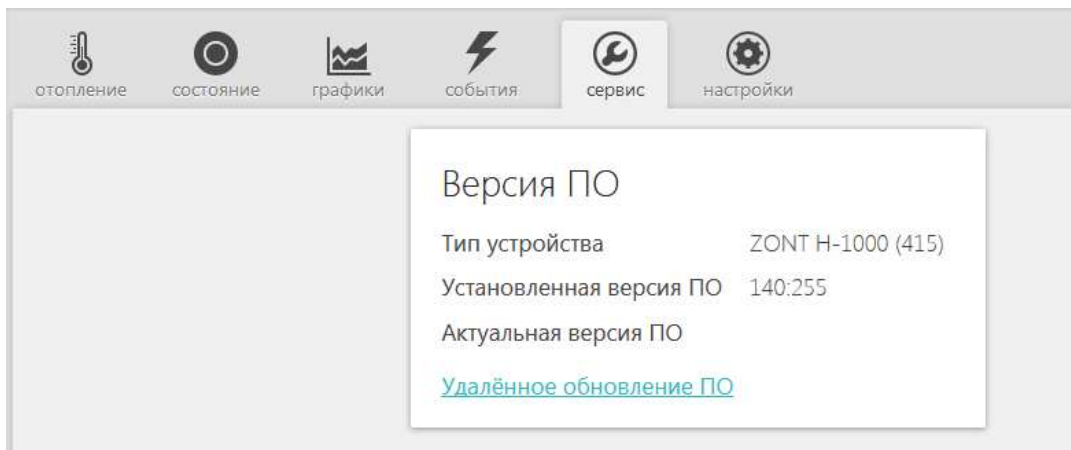 отопление состояние графики события сервис настройки
Версия ПО
Тип устройства ZONT H-1000 (415)
Установленная версия ПО 140:255
Актуальная версия ПО
Удалённое обновление ПО